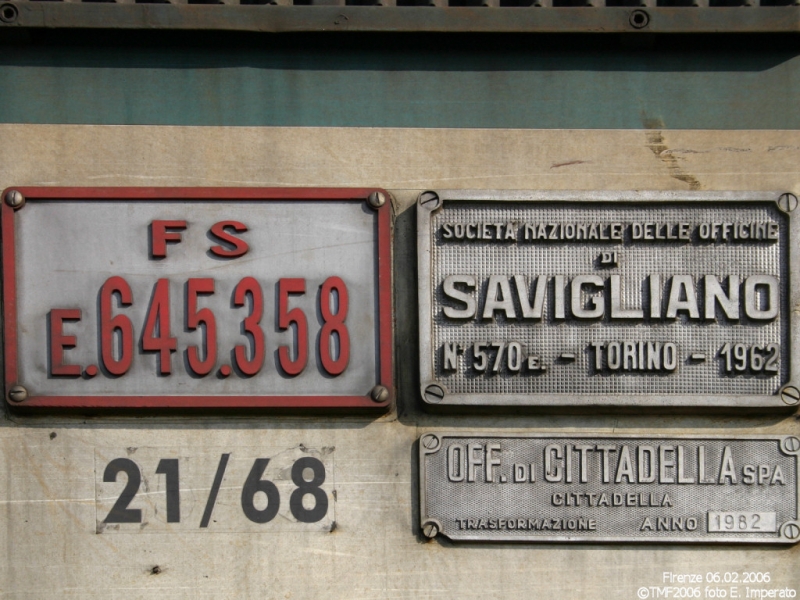 FS
E.645.358
21/68
SOCIETÀ NAZIONALE DELLE OFFICINE
DI
SAVIGLIANO
N° 570 E. - TORINO - 1962
OFF. DI CITTADELLA SPA
CITTADELLA
TRASFORMAZIONE ANNO 1982
Firenze 06.02.2006
©TMF2006 foto E. Imperato